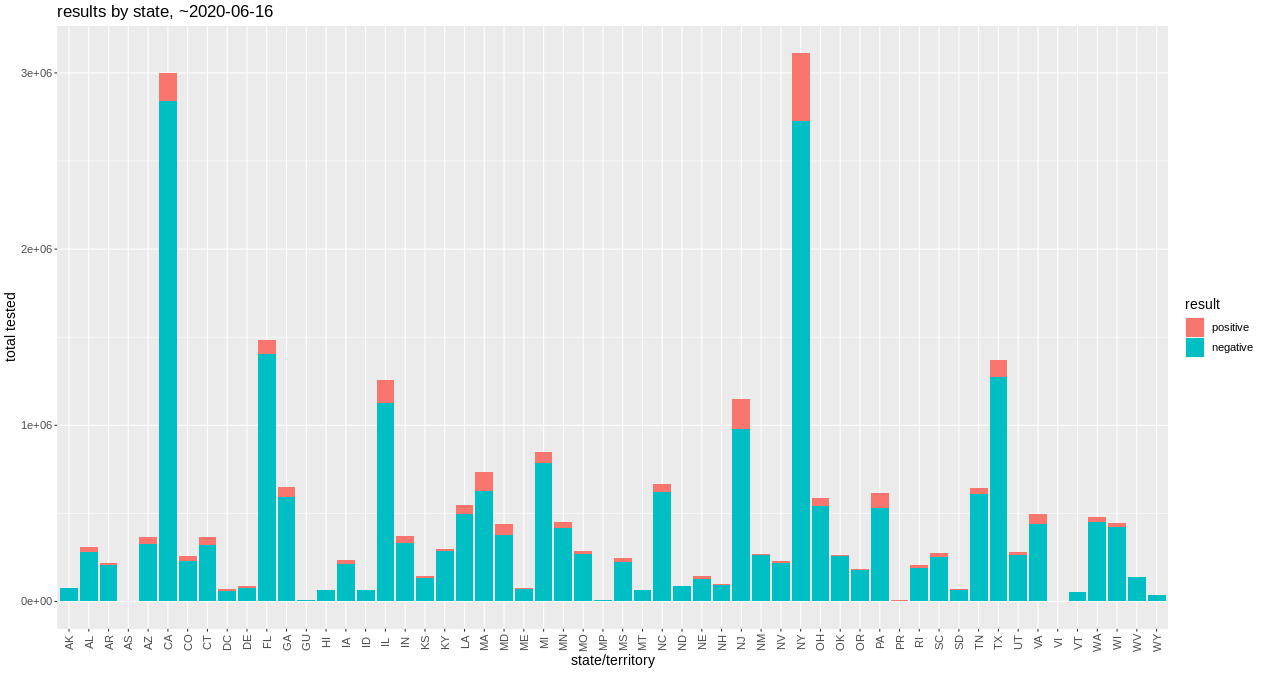 results by state, ~2020-06-16
total tested
3e+06
2e+06
1e+06
0e+00
AK AL AR AS AZ CA CO CT DC DE FL GA GU HI IA ID IL IN KS KY LA MA MD ME MI MN MO MP MS MT NC ND NE NH NJ NM NV NY OH OK OR PA PR RI SC SD TN TX UT VA VI VT WA WI WV WY
state/territory
result
positive
negative